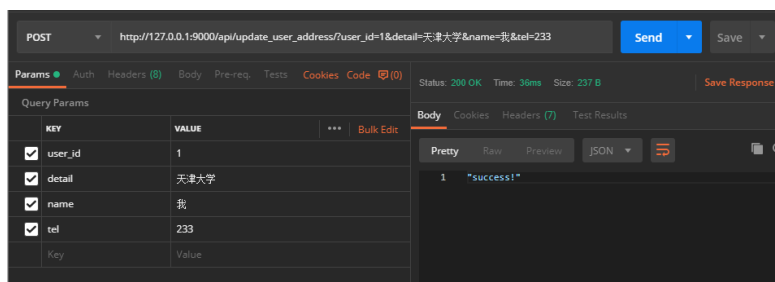 POST http://127.0.0.1:9000/api/update_user_address/?user_id=1&detail=天津大学&name=我&tel=233 Send Save
Params Auth Headers (8) Body Pre-req. Tests Cookies Code (0)
Status: 200 OK Time: 36ms Size: 237 B Save Response
Query Params
Body Cookies Headers (7) Test Results
KEY VALUE ••• Bulk Edit
Pretty Raw Preview JSON
user_id 1
1 "success!"
detail 天津大学
name 我
tel 233
Key Value